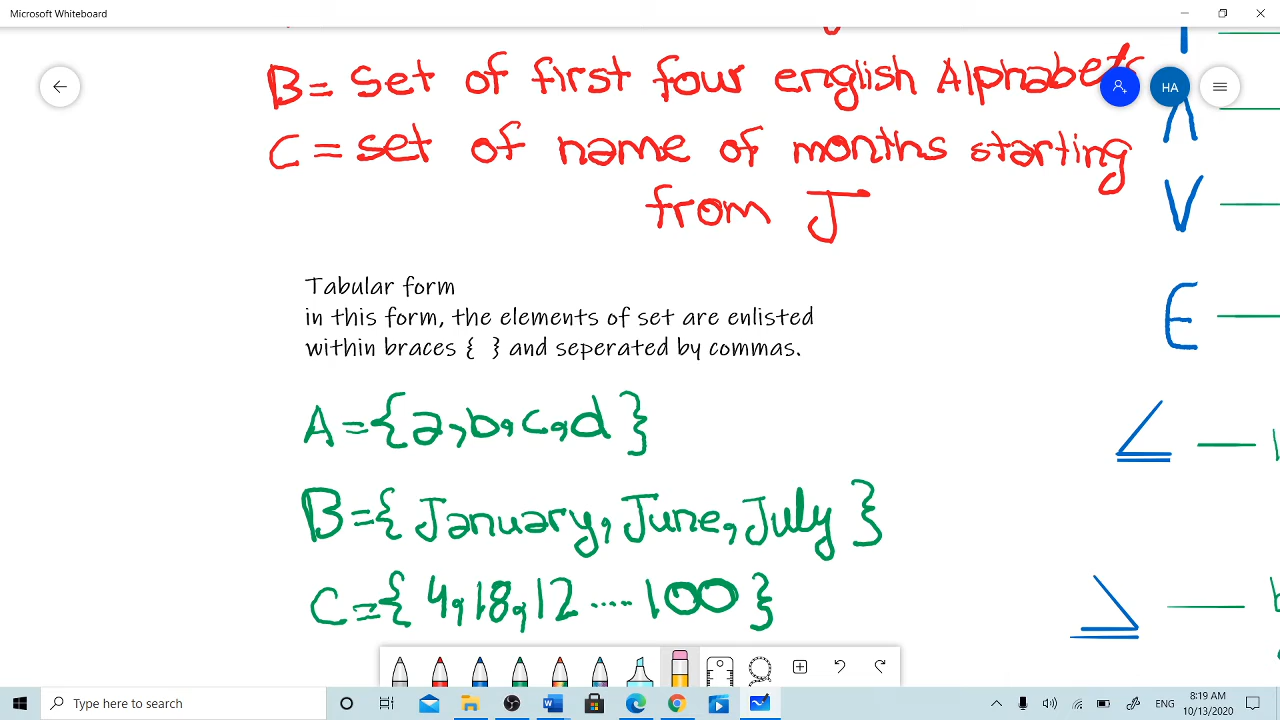 Microsoft Whiteboard
B= Set of first four english Alphabets
HA
C = set of name of months starting
from J
V
E
Tabular form
in this form, the elements of set are enlisted
within braces { } and seperated by commas.
A={a,b,c,d}
≤ —
B={January,June,July}
C={4,18,12.....100}
≥ —
Type here to search
ENG
8:19 AM
10/13/2020